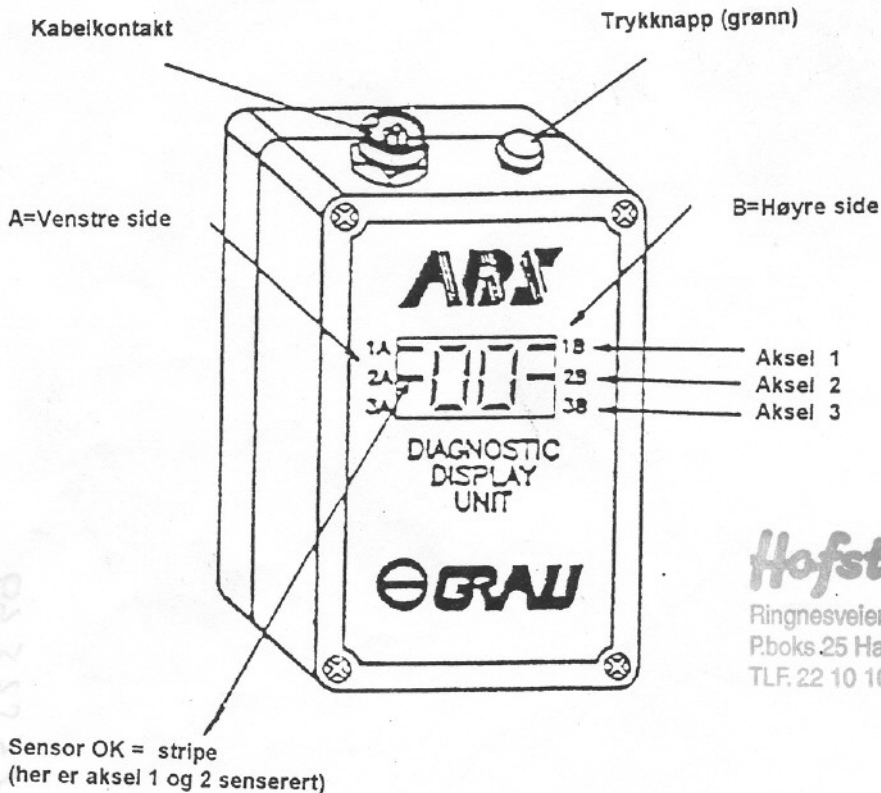 Kabelkontakt
Trykknapp (grønn)
A=Venstre side
B=Høyre side
ABS
1A
1B
Aksel 1
2A
00
2B
Aksel 2
3A
3B
Aksel 3
DIAGNOSTIC
DISPLAY
UNIT
GRAU
Ringnesveien
P.boks 25 Ha
TLF. 22 10 10
Sensor OK = stripe
(her er aksel 1 og 2 senserert)